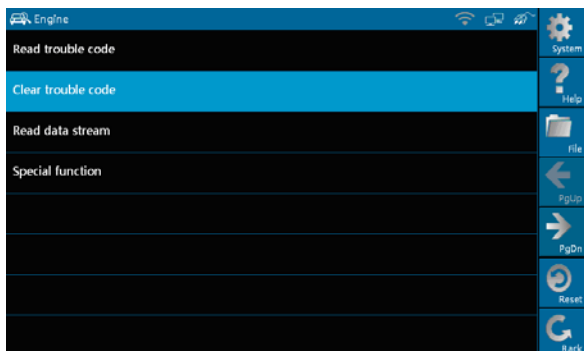 Engine
Read trouble code
Clear trouble code
Read data stream
Special function
System
Help
File
PgUp
PgDn
Reset
Back